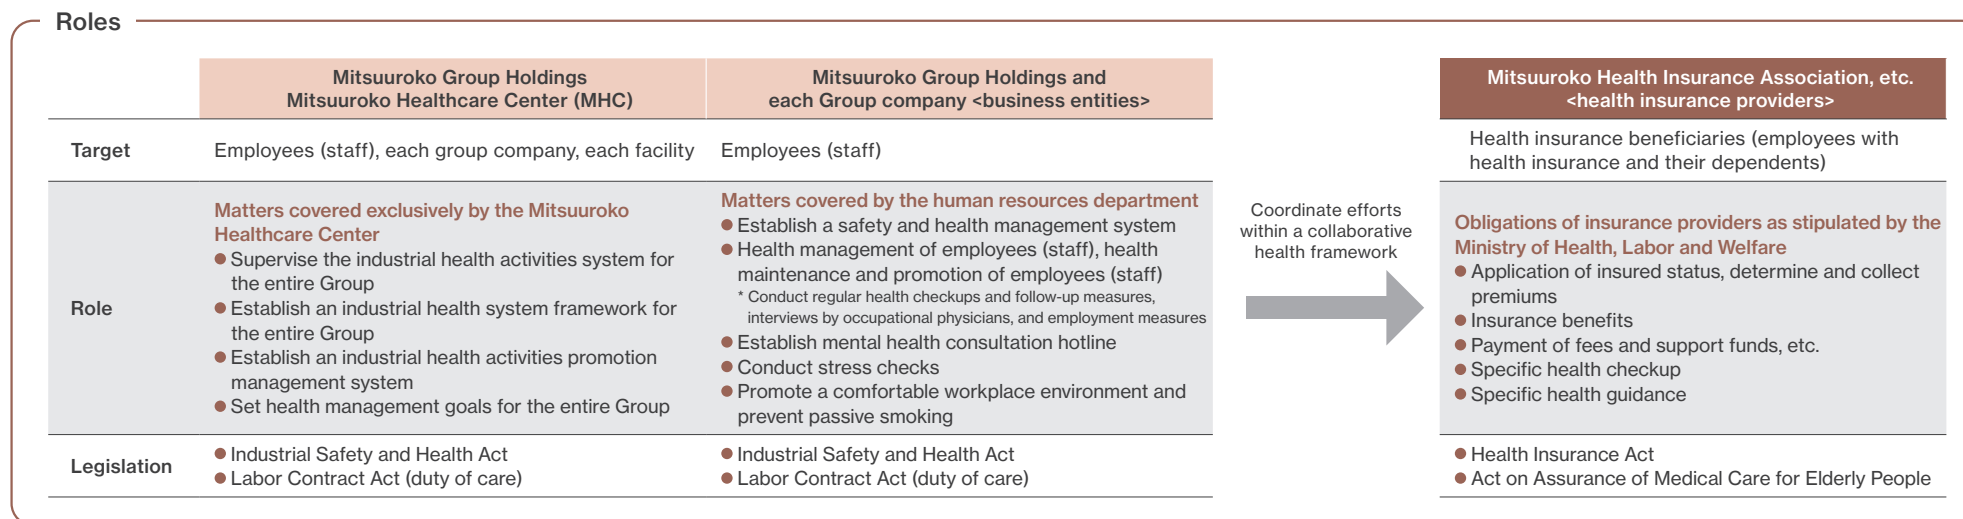 Roles
Mitsuuroko Group Holdings
Mitsuuroko Healthcare Center (MHC)
Mitsuuroko Group Holdings and
each Group company <business entities>
Mitsuuroko Health Insurance Association, etc.
<health insurance providers>
Target
Employees (staff), each group company, each facility
Employees (staff)
Health insurance beneficiaries (employees with
health insurance and their dependents)
Role
Matters covered exclusively by the Mitsuuroko
Healthcare Center
● Supervise the industrial health activities system for
the entire Group
● Establish an industrial health system framework for
the entire Group
● Establish an industrial health activities promotion
management system
● Set health management goals for the entire Group
Matters covered by the human resources department
● Establish a safety and health management system
● Health management of employees (staff), health
maintenance and promotion of employees (staff)
* Conduct regular health checkups and follow-up measures,
interviews by occupational physicians, and employment measures
● Establish mental health consultation hotline
● Conduct stress checks
● Promote a comfortable workplace environment and
prevent passive smoking
Coordinate efforts
within a collaborative
health framework
Obligations of insurance providers as stipulated by the
Ministry of Health, Labor and Welfare
● Application of insured status, determine and collect
premiums
● Insurance benefits
● Payment of fees and support funds, etc.
● Specific health checkup
● Specific health guidance
Legislation
● Industrial Safety and Health Act
● Labor Contract Act (duty of care)
● Industrial Safety and Health Act
● Labor Contract Act (duty of care)
● Health Insurance Act
● Act on Assurance of Medical Care for Elderly People